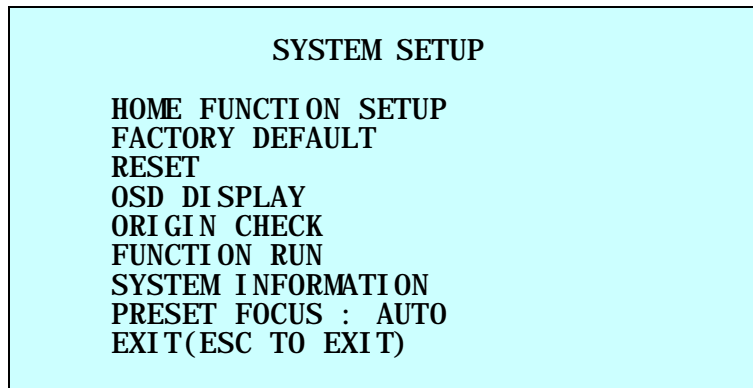 SYSTEM SETUP
HOME FUNCTION SETUP
FACTORY DEFAULT
RESET
OSD DISPLAY
ORIGIN CHECK
FUNCTION RUN
SYSTEM INFORMATION
PRESET FOCUS : AUTO
EXIT(ESC TO EXIT)